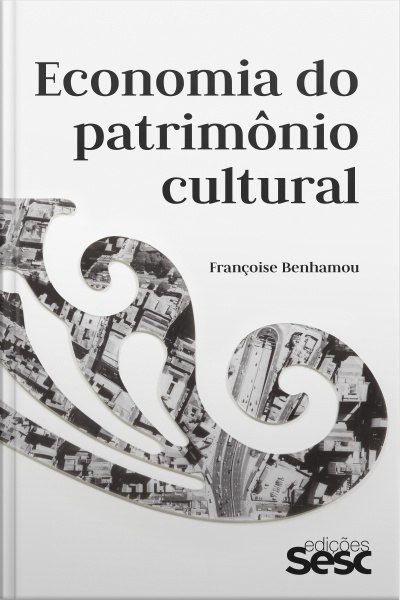 Economia do
patrimônio
cultural
Françoise Benhamou
edições
Sesc